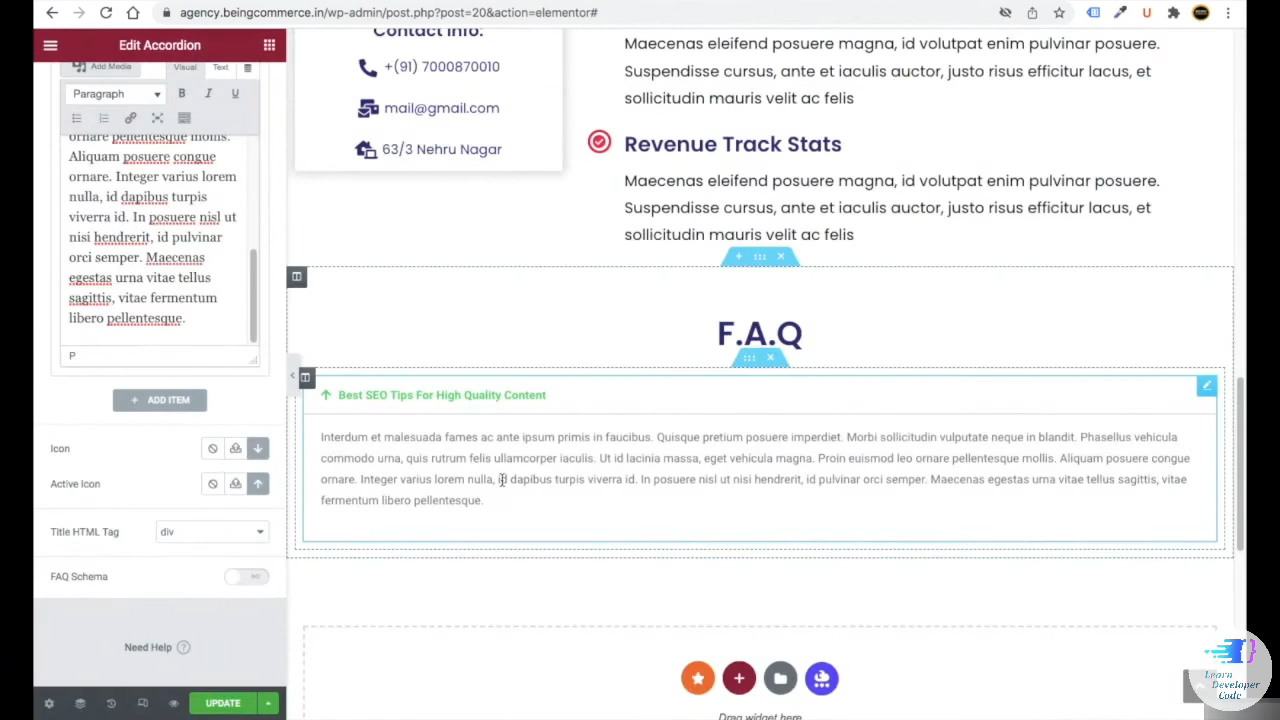 agency.beingcommerce.in/wp-admin/post.php?post=20&action=elementor#
Edit Accordion
Add Media
Visual
Text
Paragraph
B
I
U
ornare pellentesque mollis.
Aliquam posuere congue
ornare. Integer varius lorem
nulla, id dapibus turpis
viverra id. In posuere nisl ut
nisi hendrerit, id pulvinar
orci semper. Maecenas
egestas urna vitae tellus
sagittis, vitae fermentum
libero pellentesque.
P
ADD ITEM
Icon
Active Icon
Title HTML Tag
div
FAQ Schema
NO
Need Help
UPDATE
Contact Info:
+(91) 7000870010
mail@gmail.com
63/3 Nehru Nagar
Maecenas eleifend posuere magna, id volutpat enim pulvinar posuere.
Suspendisse cursus, ante et iaculis auctor, justo risus efficitur lacus, et
sollicitudin mauris velit ac felis
Revenue Track Stats
Maecenas eleifend posuere magna, id volutpat enim pulvinar posuere.
Suspendisse cursus, ante et iaculis auctor, justo risus efficitur lacus, et
sollicitudin mauris velit ac felis
F.A.Q
Best SEO Tips For High Quality Content
Interdum et malesuada fames ac ante ipsum primis in faucibus. Quisque pretium posuere imperdiet. Morbi sollicitudin vulputate neque in blandit. Phasellus vehicula
commodo urna, quis rutrum felis ullamcorper iaculis. Ut id lacinia massa, eget vehicula magna. Proin euismod leo ornare pellentesque mollis. Aliquam posuere congue
ornare. Integer varius lorem nulla, id dapibus turpis viverra id. In posuere nisl ut nisi hendrerit, id pulvinar orci semper. Maecenas egestas urna vitae tellus sagittis, vitae
fermentum libero pellentesque.
Drag widget here
Learn
Developer
Code